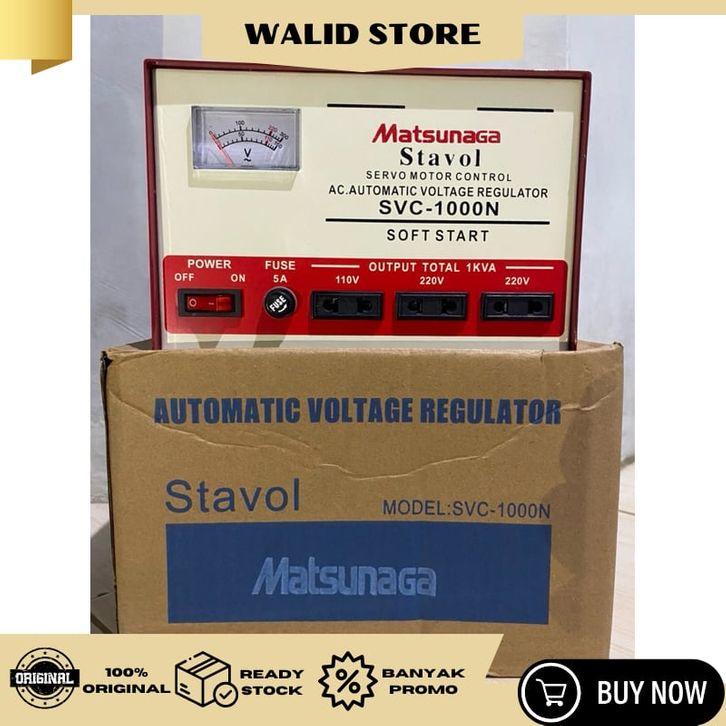 WALID STORE
Matsunaga
Stavol
SERVO MOTOR CONTROL
AC.AUTOMATIC VOLTAGE REGULATOR
SVC-1000N
SOFT START
V
POWER
OFF ON
FUSE
5A
FUSE
OUTPUT TOTAL 1KVA
110V 220V 220V
AUTOMATIC VOLTAGE REGULATOR
Stavol
MODEL:SVC-1000N
Matsunaga
ORIGINAL
100%
ORIGINAL
READY
STOCK
BANYAK
PROMO
BUY NOW